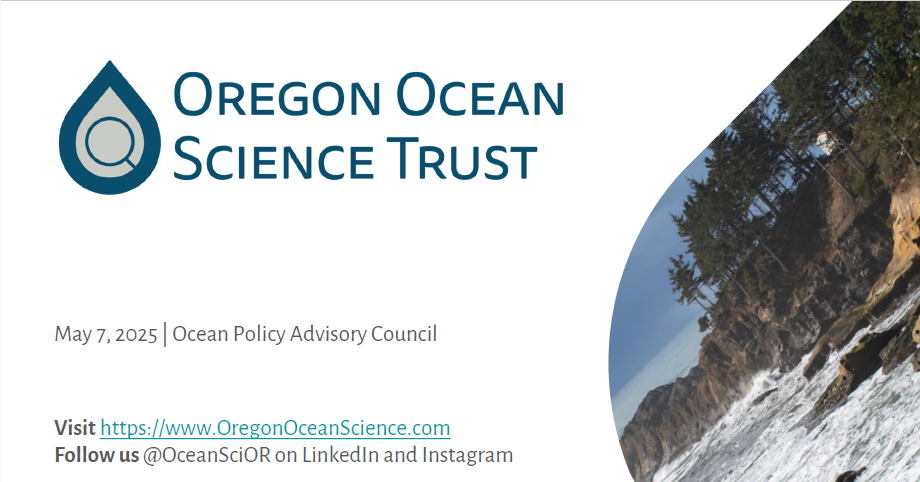 Oregon Ocean
Science Trust
May 7, 2025 | Ocean Policy Advisory Council
Visit https://www.OregonOceanScience.com
Follow us @OceanSciOR on LinkedIn and Instagram